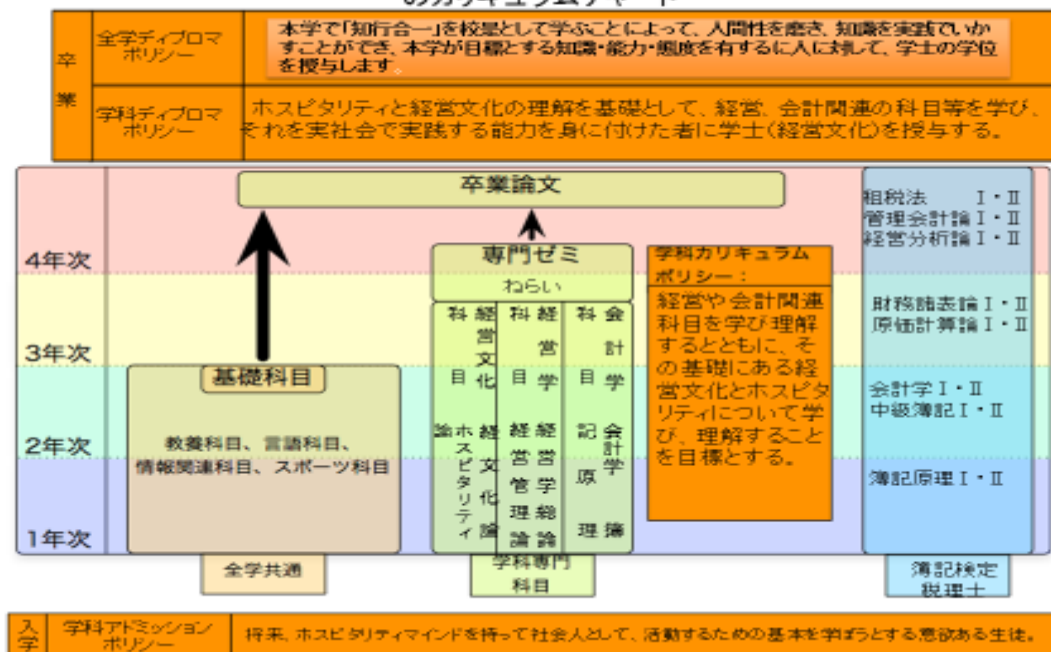 のカリキュラムチャート
卒業
全学ディプロマ
ポリシー
本学で「知行合一」を校是として学ぶことによって、人間性を磨き、知識を実践でいか
すことができ、本学が目標とする知識・能力・態度を有するに人に対して、学士の学位
を授与します。
学科ディプロマ
ポリシー
ホスピタリティと経営文化の理解を基礎として、経営、会計関連の科目等を学び、
それを実社会で実践する能力を身に付けた者に学士(経営文化)を授与する。
4年次
3年次
2年次
1年次
卒業論文
基礎科目
教養科目、言語科目、
情報関連科目、スポーツ科目
全学共通
専門ゼミ
ねらい
経営文化
科目
経営学
科目
会計学
科目
経文化論
ホスピタリティ論
経営学総論
経営管理論
会計学
簿記原理
学科専門
科目
学科カリキュラム
ポリシー:
経営や会計関連
科目を学び理解
するとともに、そ
の基礎にある経
営文化とホスピタ
リティについて学
び、理解すること
を目標とする。
租税法 Ⅰ・Ⅱ
管理会計論Ⅰ・Ⅱ
経営分析論Ⅰ・Ⅱ
財務諸表論Ⅰ・Ⅱ
原価計算論Ⅰ・Ⅱ
会計学Ⅰ・Ⅱ
中級簿記Ⅰ・Ⅱ
簿記原理Ⅰ・Ⅱ
簿記検定
税理士
入学
学科アドミッション
ポリシー
将来、ホスピタリティマインドを持って社会人として、活動するための基本を学ぼうとする意欲ある生徒。